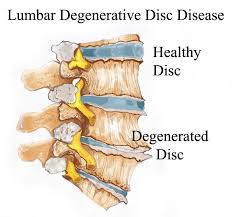 Lumbar Degenerative Disc Disease
Healthy
Disc
Degenerated
Disc